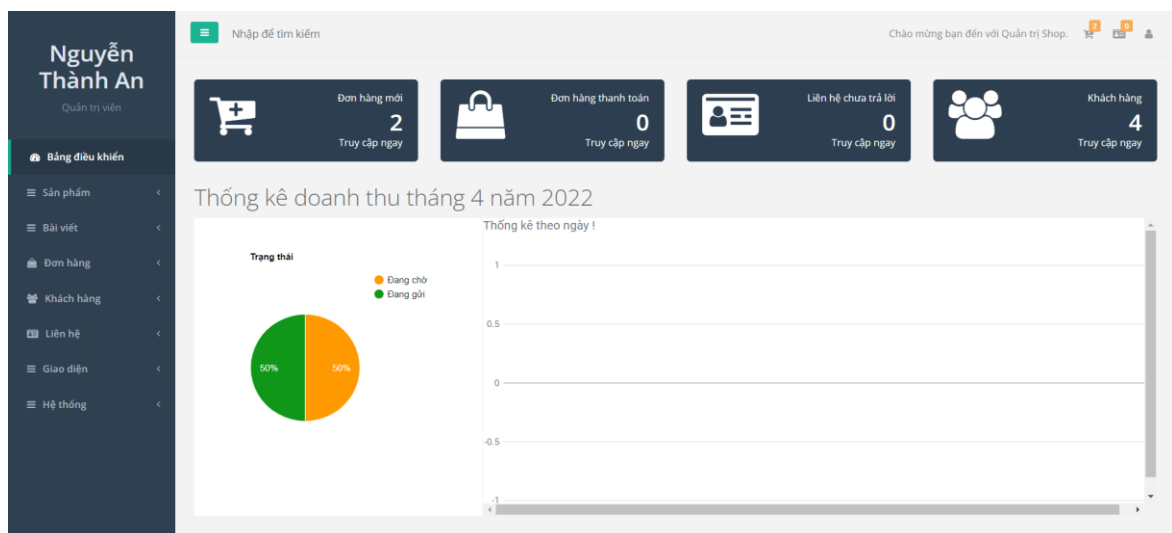 Nguyễn
Thành An
Quản trị viên
Bảng điều khiển
Sản phẩm
Bài viết
Đơn hàng
Khách hàng
Liên hệ
Giao diện
Hệ thống
Nhập để tìm kiếm
Chào mừng bạn đến với Quản trị Shop.
2
0
Đơn hàng mới
2
Truy cập ngay
Đơn hàng thanh toán
0
Truy cập ngay
Liên hệ chưa trả lời
0
Truy cập ngay
Khách hàng
4
Truy cập ngay
Thống kê doanh thu tháng 4 năm 2022
Trạng thái
Đang chờ
Đang gửi
50%
50%
Thống kê theo ngày !
1
0.5
0
-0.5
-1